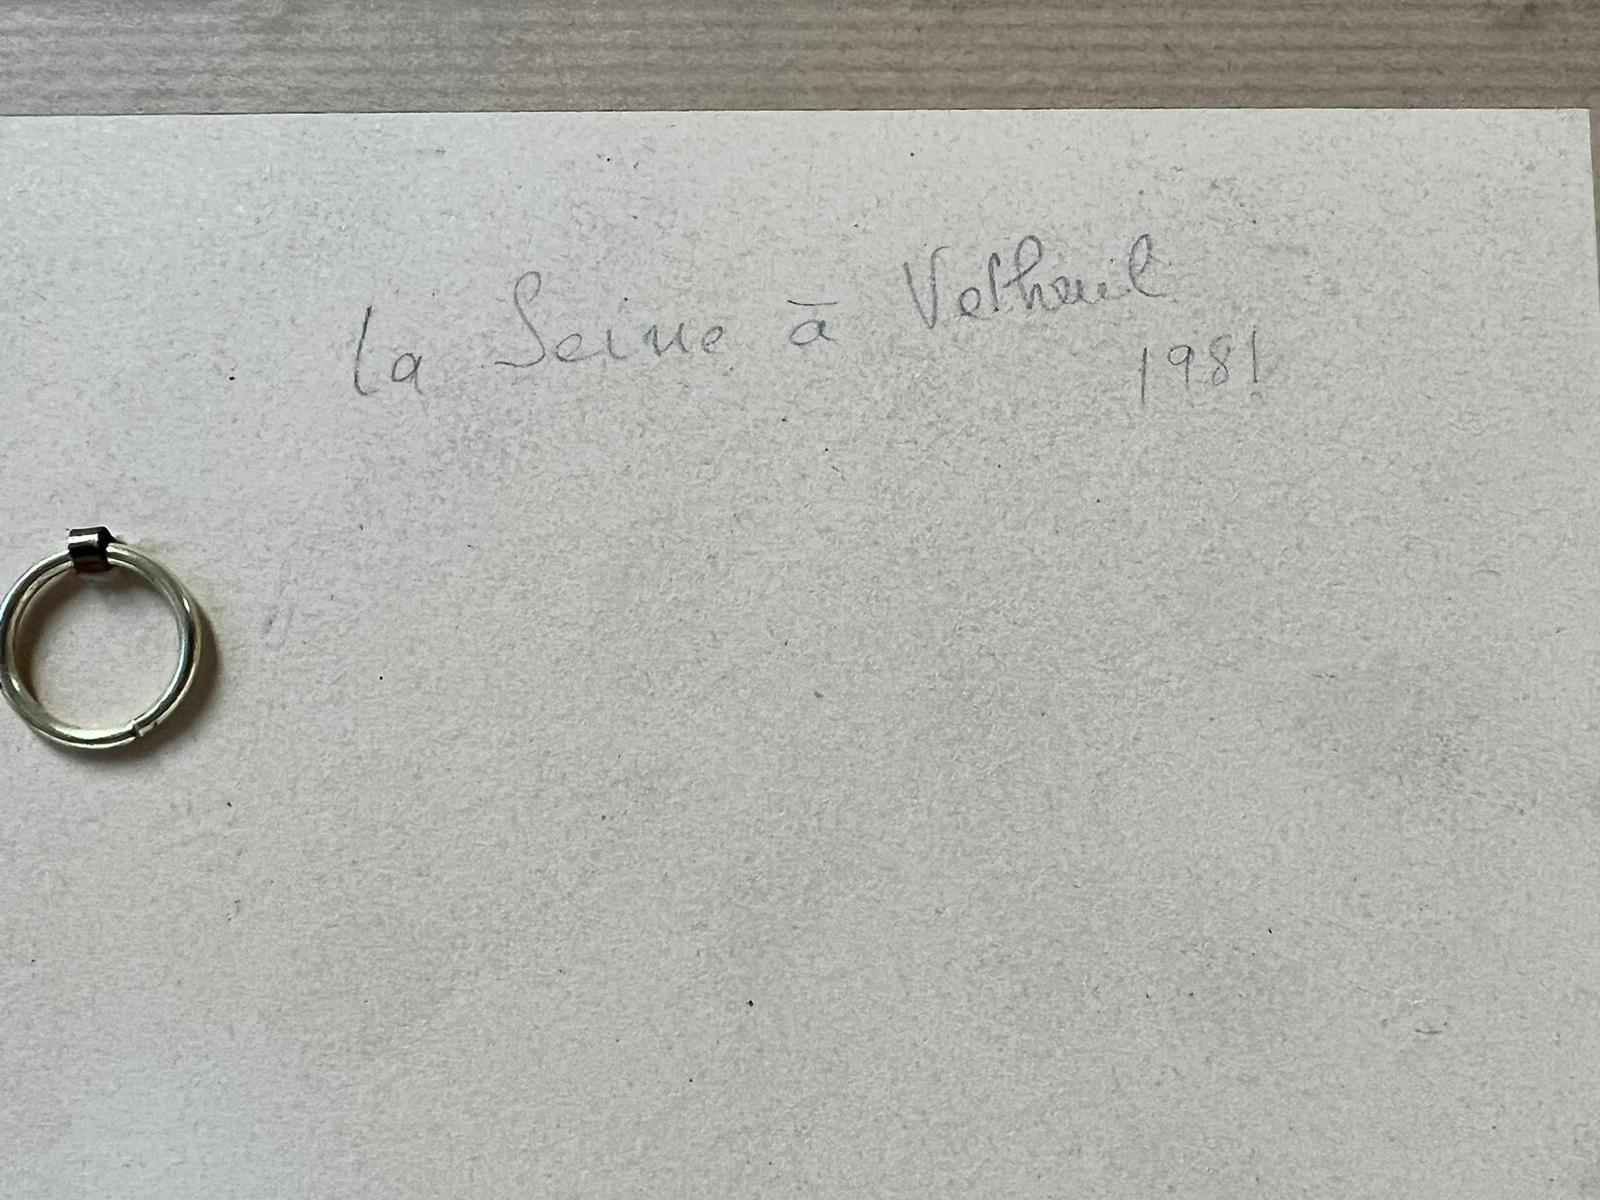 La Seine à Vetheuil
1981